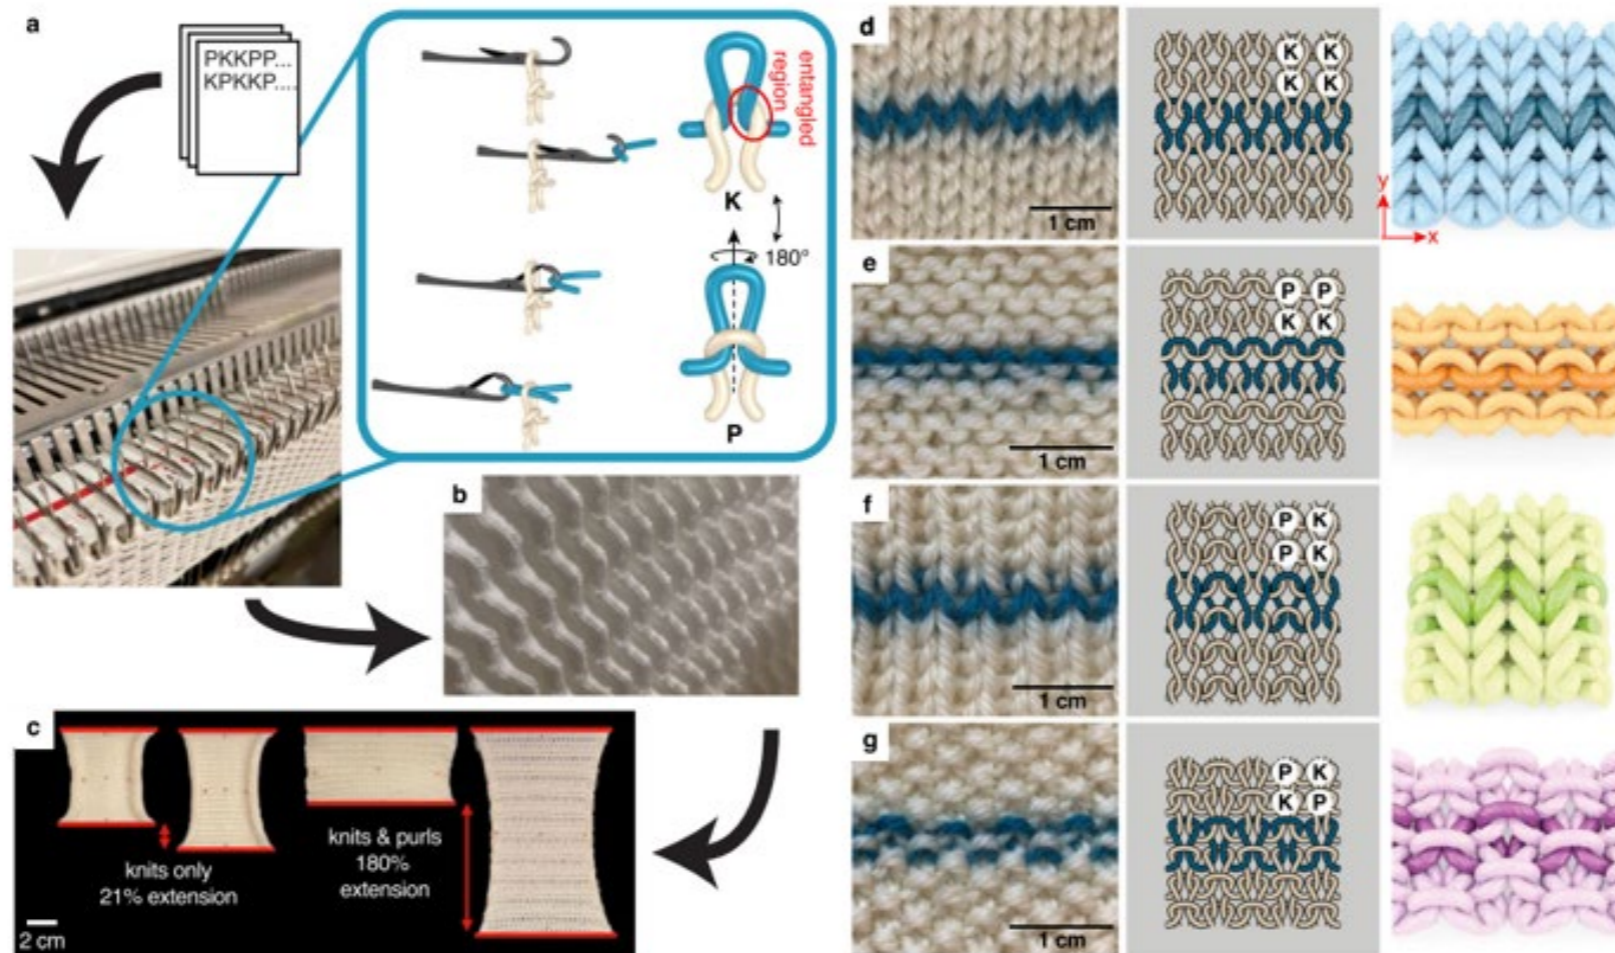 a
PKKPP...
KPKKP....
entangled
region
K
180°
P
b
c
knits only
21% extension
knits & purls
180%
extension
2 cm
d
1 cm
K K
K K
y
x
e
1 cm
P P
K K
f
1 cm
P K
P K
g
1 cm
P K
K P